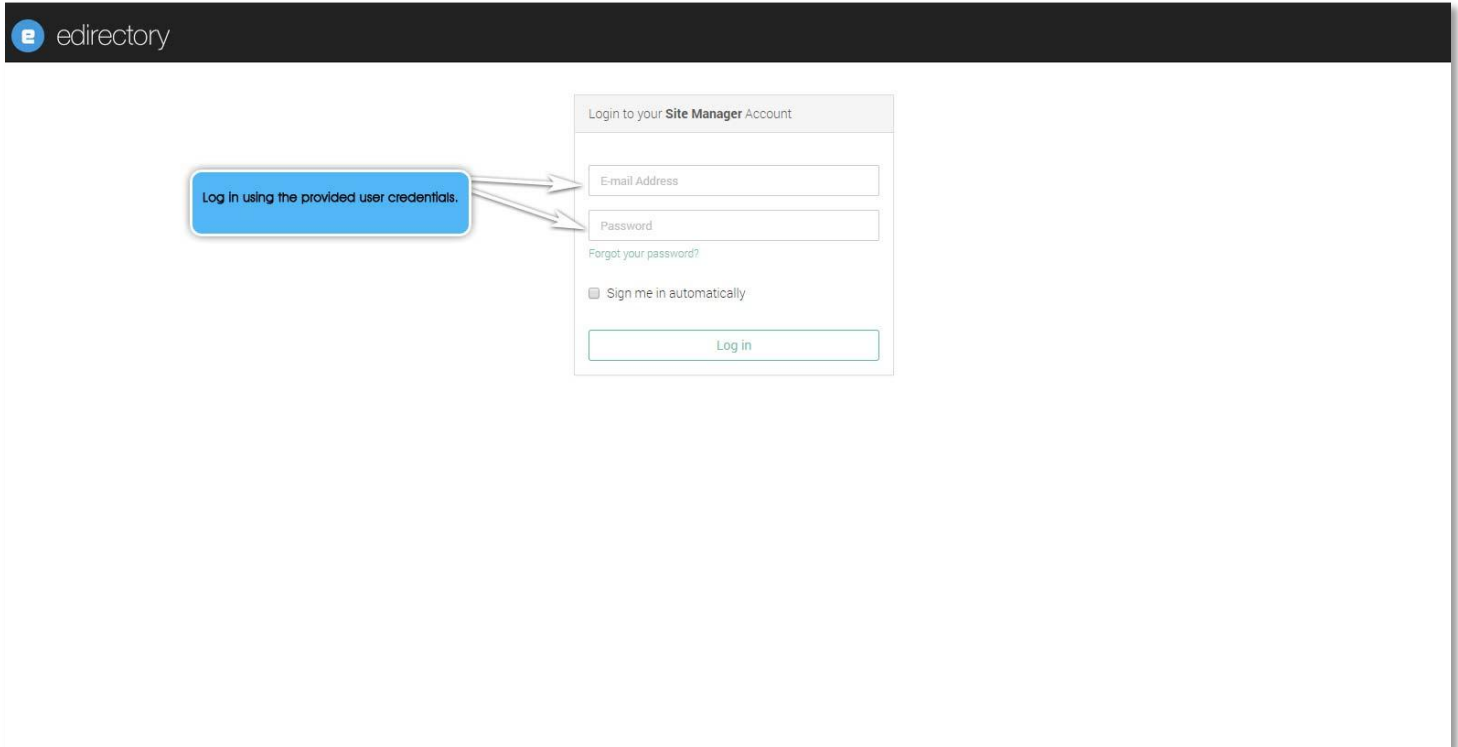 e edirectory
Login to your Site Manager Account
Log in using the provided user credentials.
E-mail Address
Password
Forgot your password?
Sign me in automatically
Log in